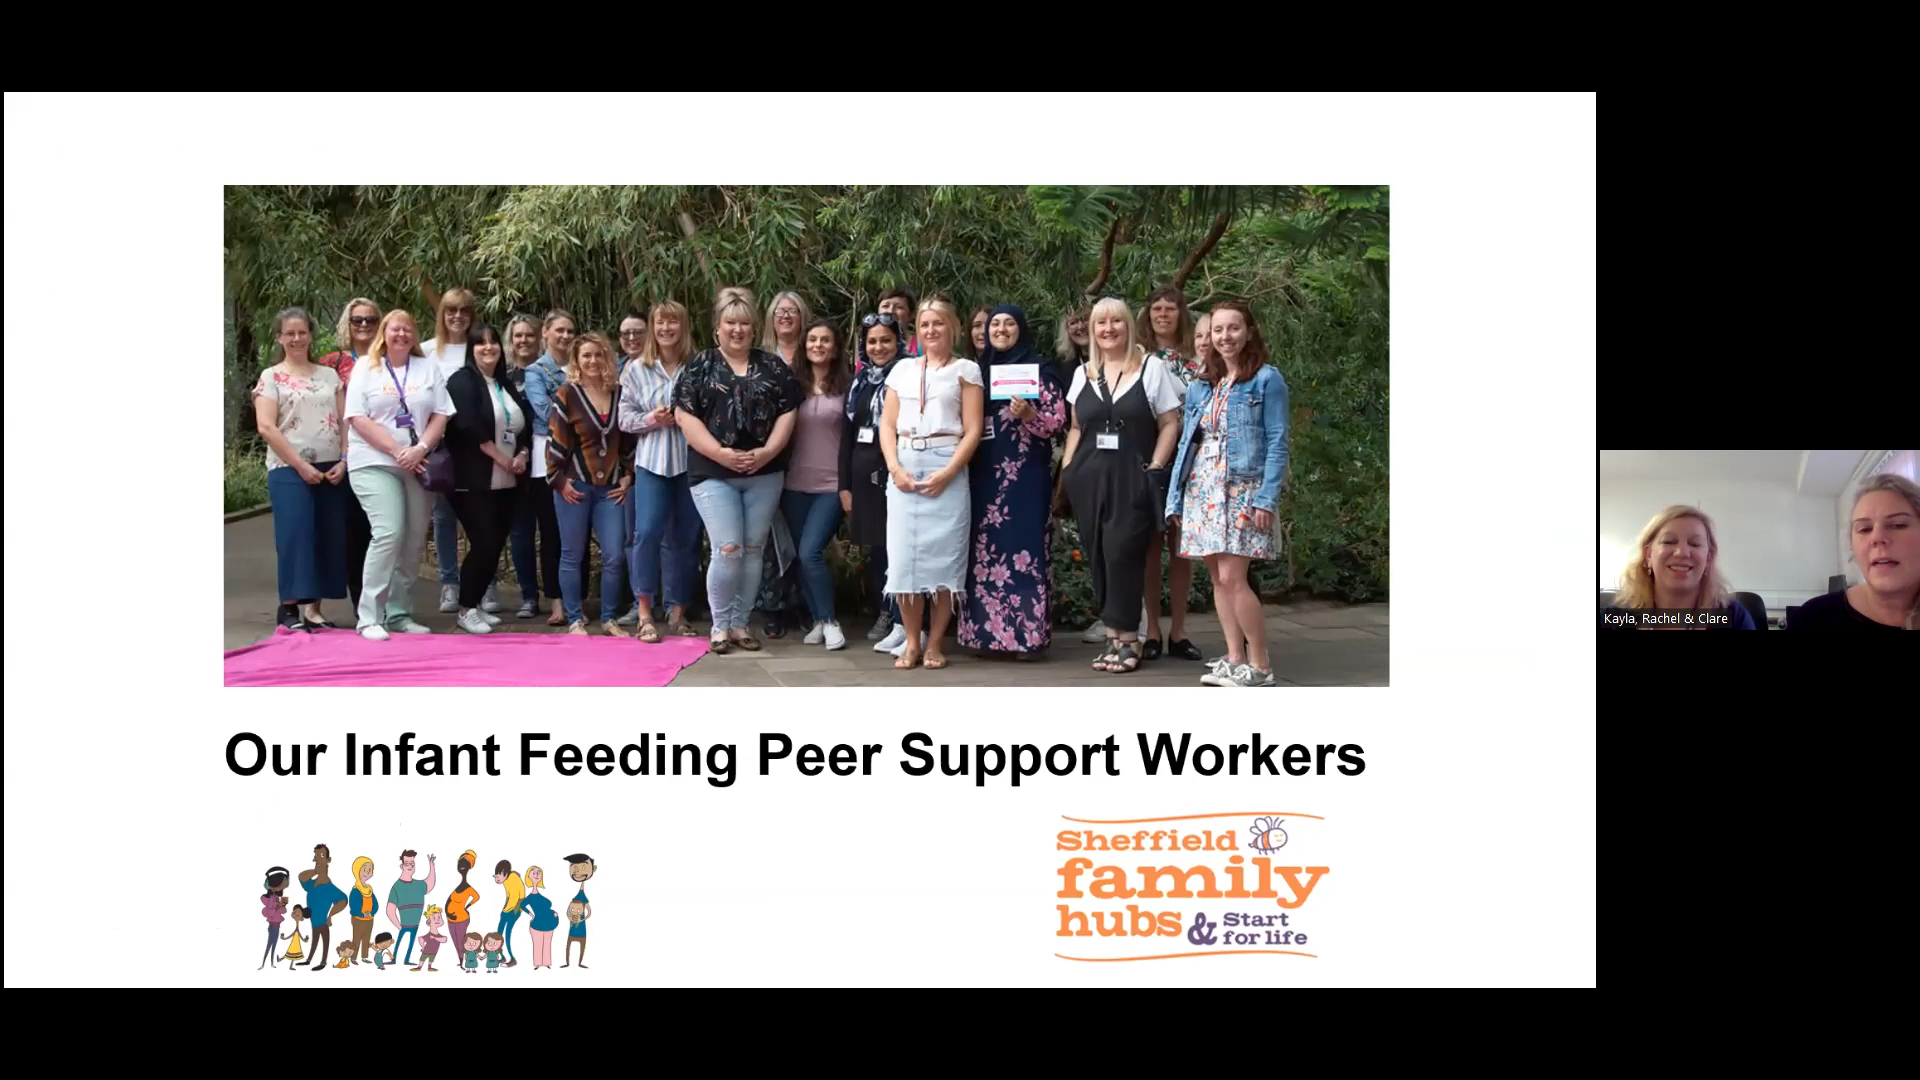 Our Infant Feeding Peer Support Workers
Sheffield
family
hubs & Start
for life
Kayla, Rachel & Clare